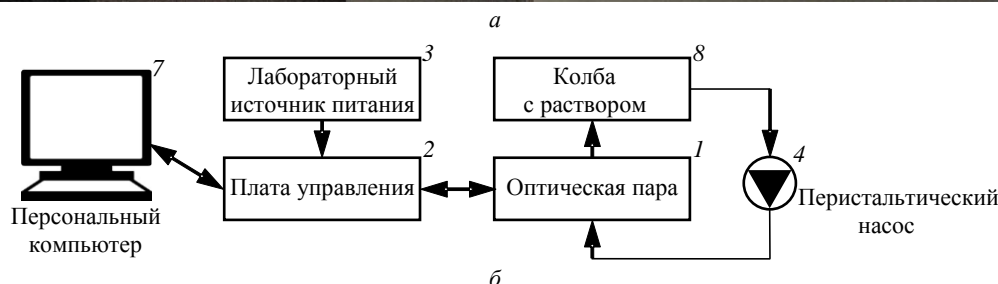 а
7
Персональный
компьютер
3
Лабораторный
источник питания
2
Плата управления
8
Колба
с раствором
1
Оптическая пара
4
Перистальтический
насос
б